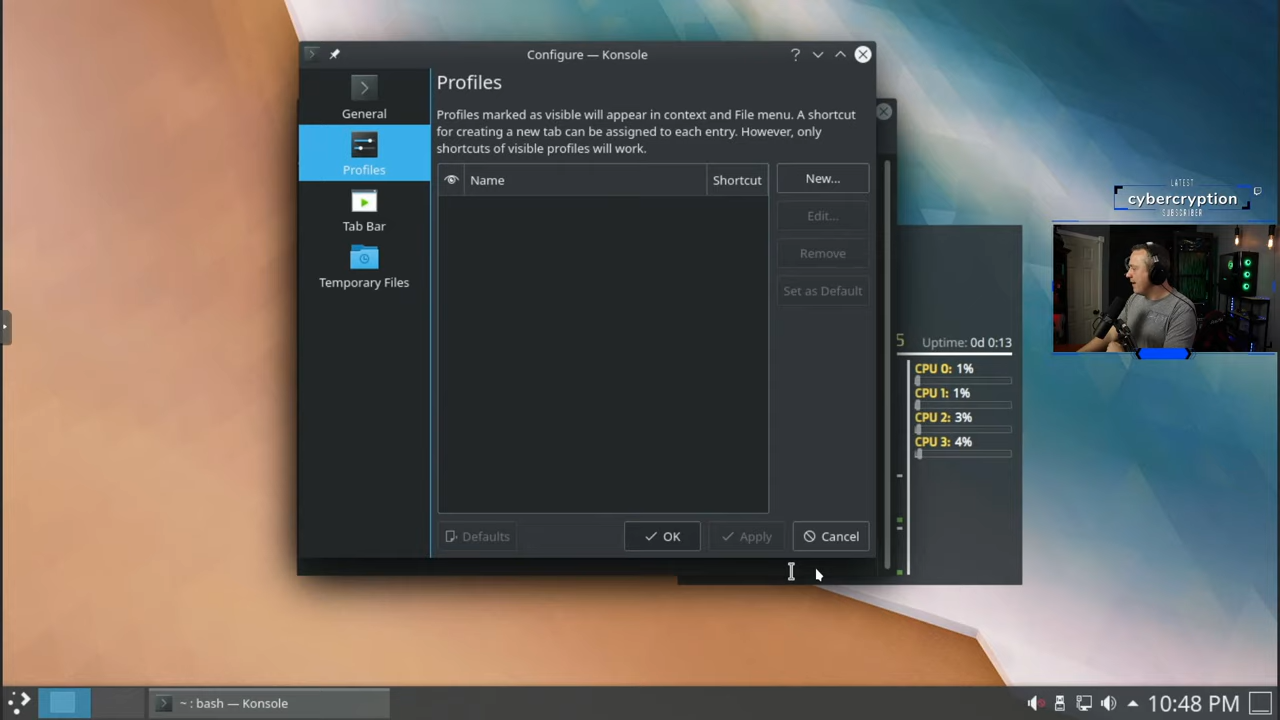 Configure — Konsole
?
General
Profiles
Tab Bar
Temporary Files
Profiles
Profiles marked as visible will appear in context and File menu. A shortcut
for creating a new tab can be assigned to each entry. However, only
shortcuts of visible profiles will work.
Name
Shortcut
New...
Edit...
Remove
Set as Default
Defaults
OK
Apply
Cancel
LATEST
cybercryption
SUBSCRIBER
5
Uptime: 0d 0:13
CPU 0: 1%
CPU 1: 1%
CPU 2: 3%
CPU 3: 4%
~ : bash — Konsole
10:48 PM